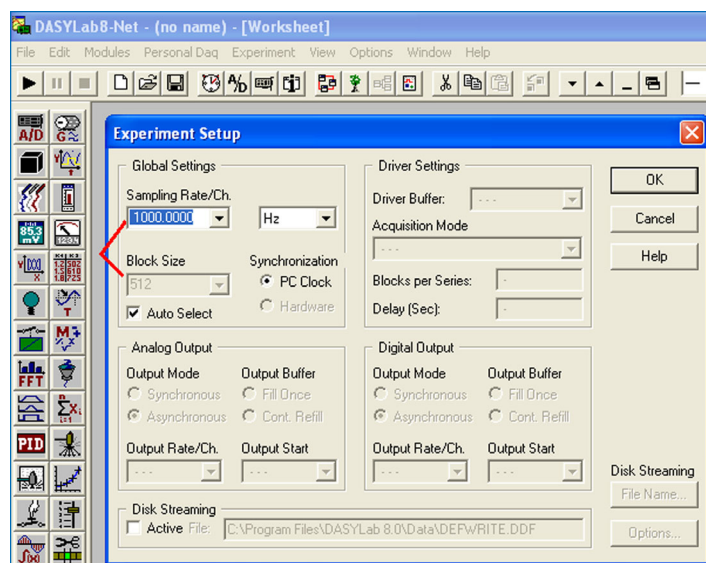 DASYLab8-Net - (no name) - [Worksheet]
File Edit Modules Personal Daq Experiment View Options Window Help
Experiment Setup
Global Settings
Sampling Rate/Ch.
1000.0000 Hz
Block Size
512
Auto Select
Synchronization
PC Clock
Hardware
Driver Settings
Driver Buffer: ...
Acquisition Mode
...
Blocks per Series: -
Delay (Sec): -
OK
Cancel
Help
Analog Output
Output Mode
Synchronous
Asynchronous
Output Buffer
Fill Once
Cont. Refill
Output Rate/Ch.
...
Output Start
...
Digital Output
Output Mode
Synchronous
Asynchronous
Output Buffer
Fill Once
Cont. Refill
Output Rate/Ch.
...
Output Start
...
Disk Streaming
Active File: C:\Program Files\DASYLab 8.0\Data\DEFWRITE.DDF
Disk Streaming
File Name...
Options...
A/D
85.3
mV
FFT
PID